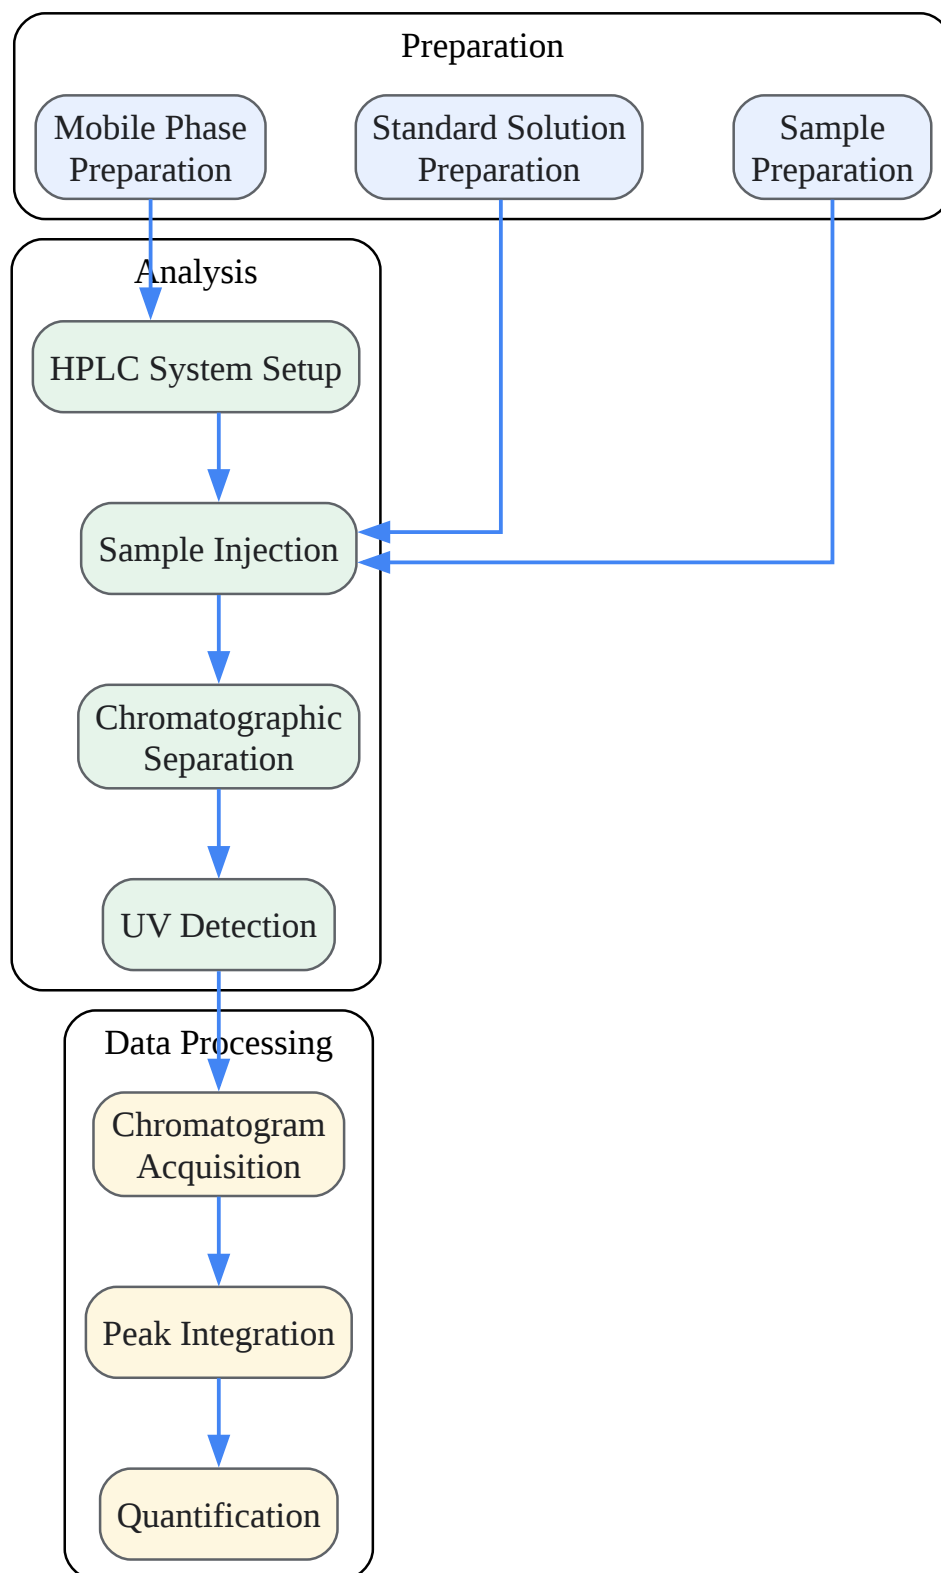 Preparation
Mobile Phase
Preparation
Standard Solution
Preparation
Sample
Preparation
Analysis
HPLC System Setup
Sample Injection
Chromatographic
Separation
UV Detection
Data Processing
Chromatogram
Acquisition
Peak Integration
Quantification